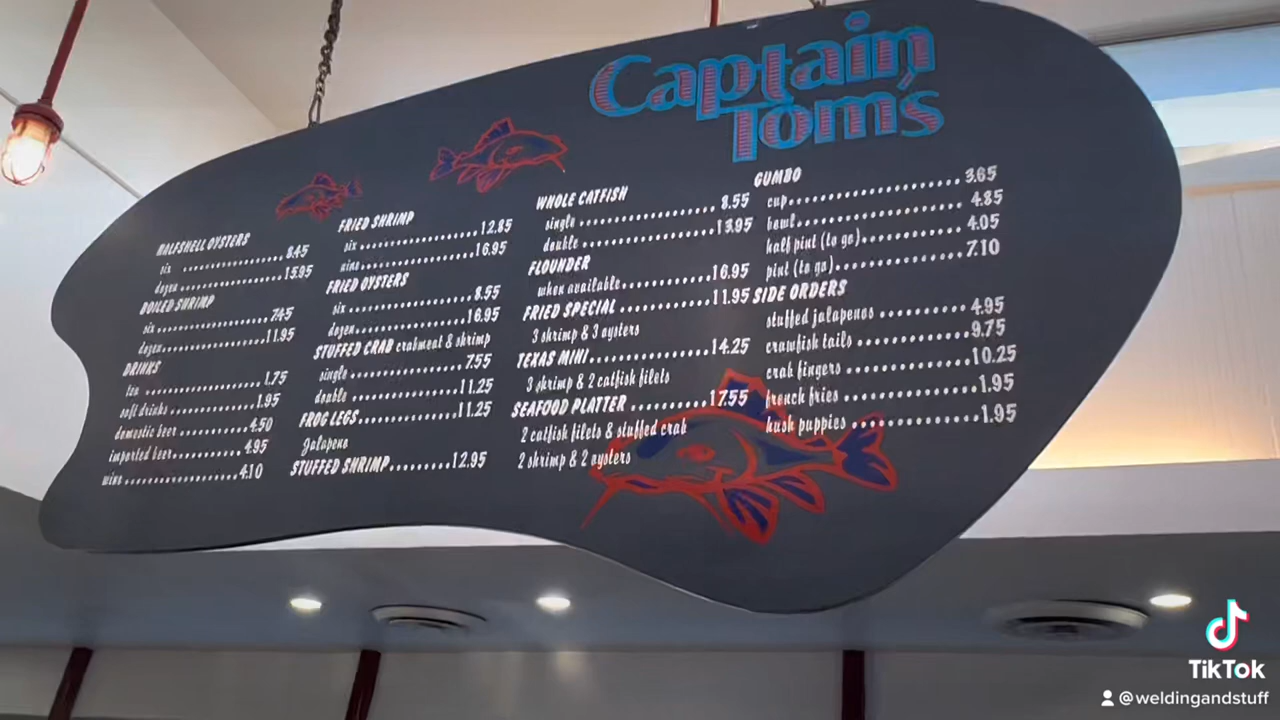 Captain
Tom's
HALFSHELL OYSTERS
six ........ 8.45
dozen ........ 15.95
BOILED SHRIMP
six ........ 7.45
dozen ........ 11.95
DRINKS
tea ........ 1.75
soft drinks ........ 1.95
domestic beer ........ 4.50
imported beer ........ 4.95
wine ........ 4.10
FRIED SHRIMP
six ........ 12.85
nine ........ 16.95
FRIED OYSTERS
six ........ 8.55
dozen ........ 16.95
STUFFED CRAB crabmeat & shrimp
single ........ 7.55
double ........ 11.25
FROG LEGS ........ 11.25
Jalapeno
STUFFED SHRIMP ........ 12.95
WHOLE CATFISH
single ........ 8.55
double ........ 13.95
FLOUNDER
when available ........ 16.95
FRIED SPECIAL ........ 11.95
3 shrimp & 3 oysters
TEXAS MINI ........ 14.25
3 shrimp & 2 catfish filets
SEAFOOD PLATTER ........ 17.55
2 catfish filets & stuffed crab
2 shrimp & 2 oysters
GUMBO
cup ........ 3.65
bowl ........ 4.85
half pint (to go) ........ 4.05
pint (to go) ........ 7.10
SIDE ORDERS
stuffed jalapenos ........ 4.95
crawfish tails ........ 9.75
crab fingers ........ 10.25
french fries ........ 1.95
hush puppies ........ 1.95
TikTok
@weldingandstuff